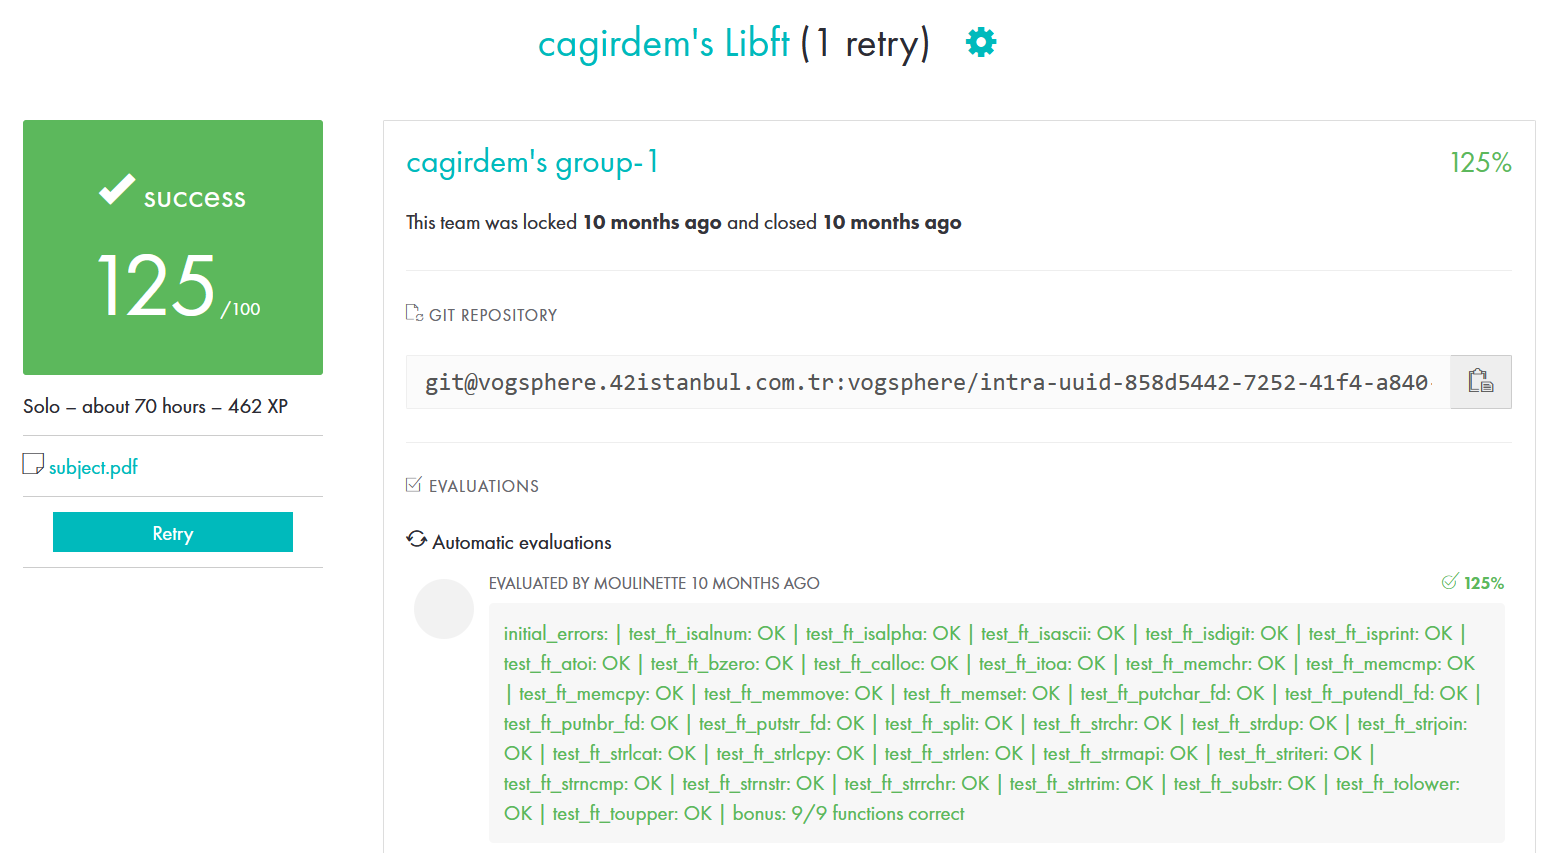 cagirdem's Libft (1 retry)
success
125 /100
Solo – about 70 hours – 462 XP
subject.pdf
Retry
cagirdem's group-1
125%
This team was locked 10 months ago and closed 10 months ago
GIT REPOSITORY
git@vogsphere.42istanbul.com.tr:vogsphere/intra-uuid-858d5442-7252-41f4-a840-
EVALUATIONS
Automatic evaluations
EVALUATED BY MOULINETTE 10 MONTHS AGO
125%
initial_errors: | test_ft_isalnum: OK | test_ft_isalpha: OK | test_ft_isascii: OK | test_ft_isdigit: OK | test_ft_isprint: OK |
test_ft_atoi: OK | test_ft_bzero: OK | test_ft_calloc: OK | test_ft_itoa: OK | test_ft_memchr: OK | test_ft_memcmp: OK
| test_ft_memcpy: OK | test_ft_memmove: OK | test_ft_memset: OK | test_ft_putchar_fd: OK | test_ft_putendl_fd: OK |
test_ft_putnbr_fd: OK | test_ft_putstr_fd: OK | test_ft_split: OK | test_ft_strchr: OK | test_ft_strdup: OK | test_ft_strjoin:
OK | test_ft_strlcat: OK | test_ft_strlcpy: OK | test_ft_strlen: OK | test_ft_strmapi: OK | test_ft_striteri: OK |
test_ft_strncmp: OK | test_ft_strnstr: OK | test_ft_strrchr: OK | test_ft_strtrim: OK | test_ft_substr: OK | test_ft_tolower:
OK | test_ft_toupper: OK | bonus: 9/9 functions correct